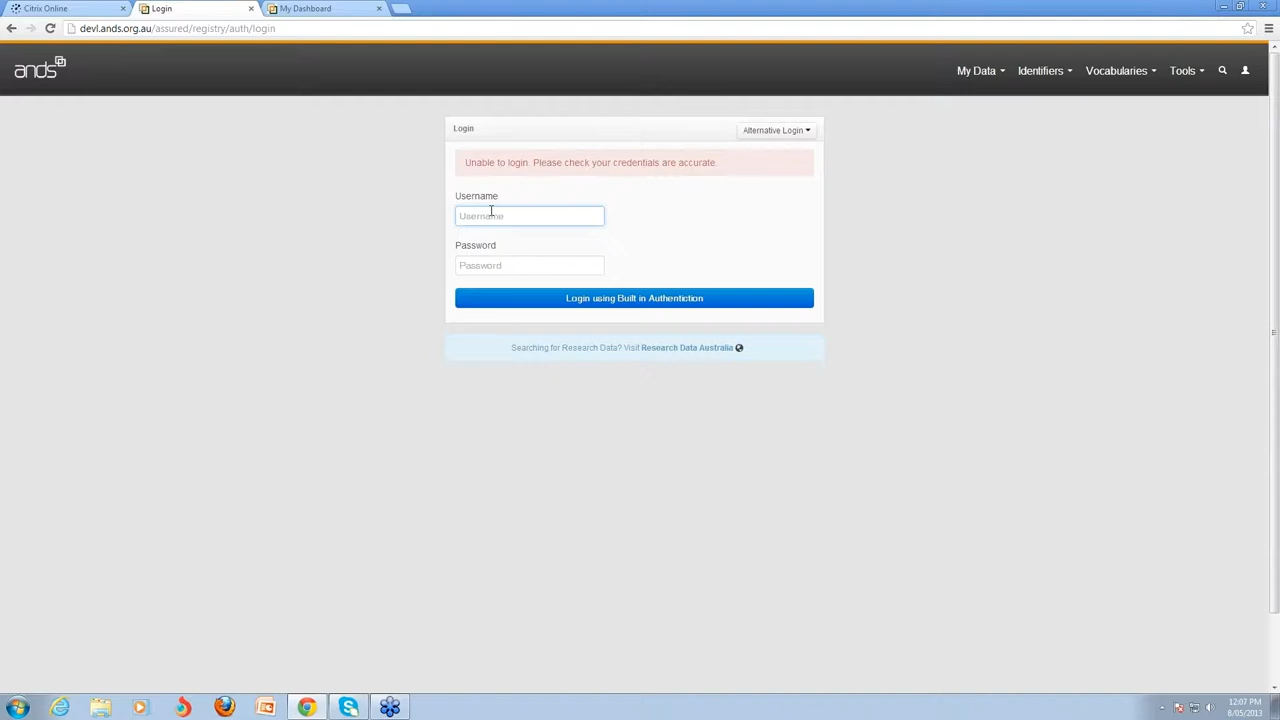 Citrix Online
Login
My Dashboard
devl.ands.org.au/assured/registry/auth/login
ands
My Data
Identifiers
Vocabularies
Tools
Login
Alternative Login
Unable to login. Please check your credentials are accurate.
Username
Username
Password
Password
Login using Built in Authentiction
Searching for Research Data? Visit Research Data Australia
12:07 PM
8/05/2013